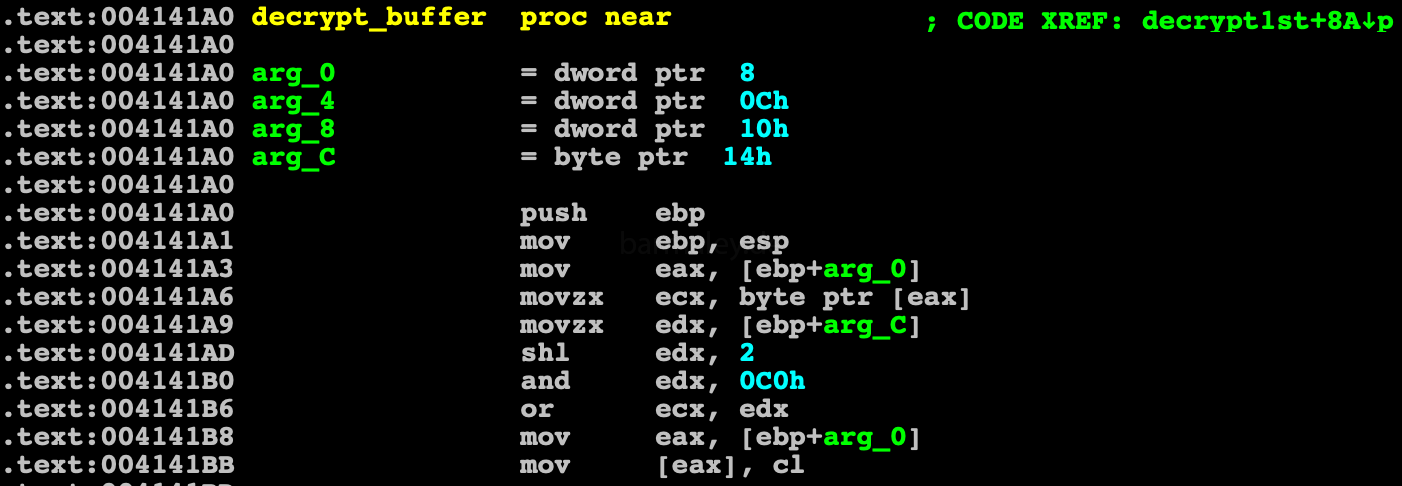 .text:004141A0 decrypt_buffer  proc near               ; CODE XREF: decrypt1st+8A↓p
.text:004141A0
.text:004141A0 arg_0           = dword ptr  8
.text:004141A0 arg_4           = dword ptr  0Ch
.text:004141A0 arg_8           = dword ptr  10h
.text:004141A0 arg_C           = byte ptr  14h
.text:004141A0
.text:004141A0                 push    ebp
.text:004141A1                 mov     ebp, esp
.text:004141A3                 mov     eax, [ebp+arg_0]
.text:004141A6                 movzx   ecx, byte ptr [eax]
.text:004141A9                 movzx   edx, [ebp+arg_C]
.text:004141AD                 shl     edx, 2
.text:004141B0                 and     edx, 0C0h
.text:004141B6                 or      ecx, edx
.text:004141B8                 mov     eax, [ebp+arg_0]
.text:004141BB                 mov     [eax], cl